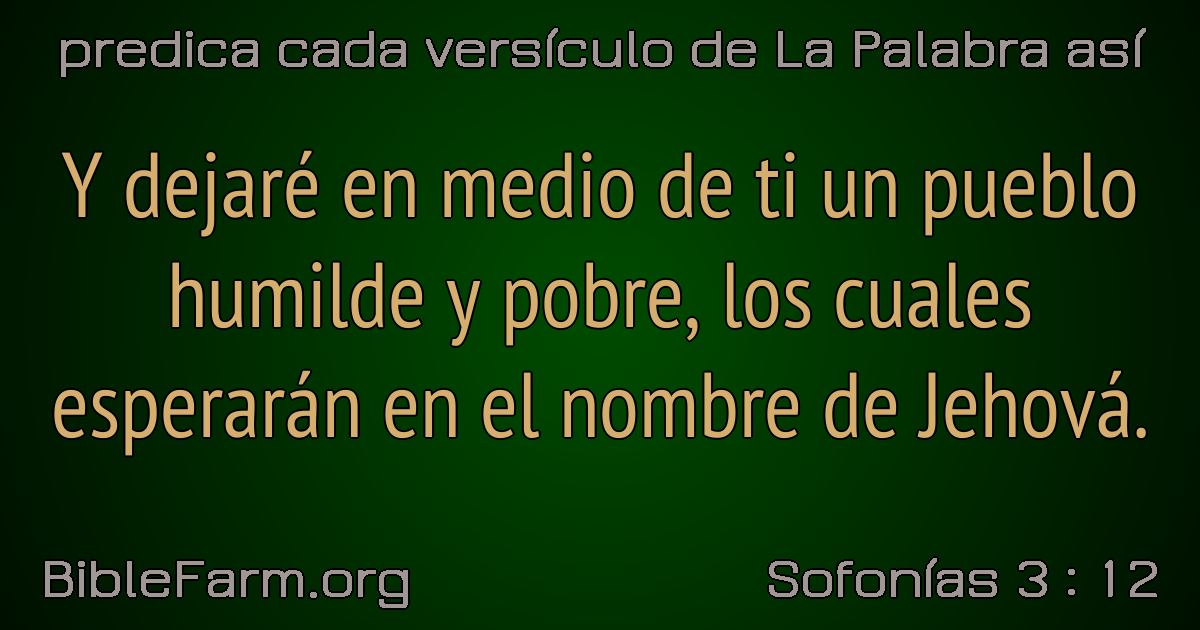 predica cada versículo de La Palabra así
Y dejaré en medio de ti un pueblo
humilde y pobre, los cuales
esperarán en el nombre de Jehová.
BibleFarm.org
Sofonías 3 : 12